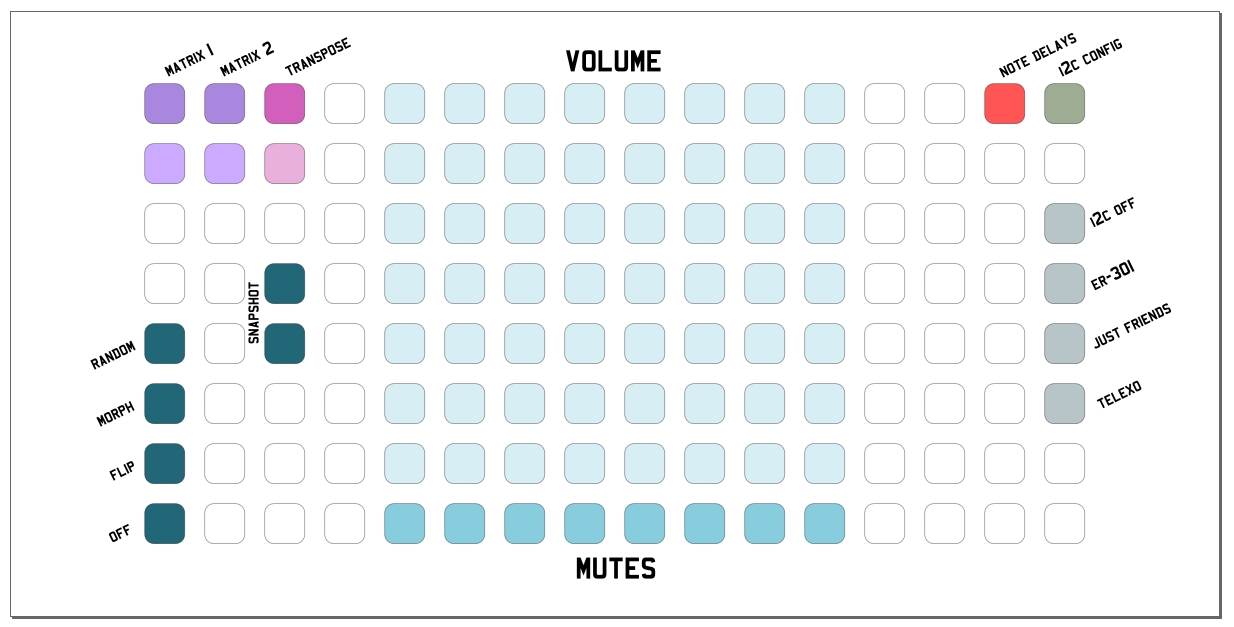 MATRIX 1
MATRIX 2
TRANSPOSE
VOLUME
NOTE DELAYS
I2C CONFIG
I2C OFF
SNAPSHOT
ER-301
RANDOM
JUST FRIENDS
MORPH
TELEXO
FLIP
OFF
MUTES